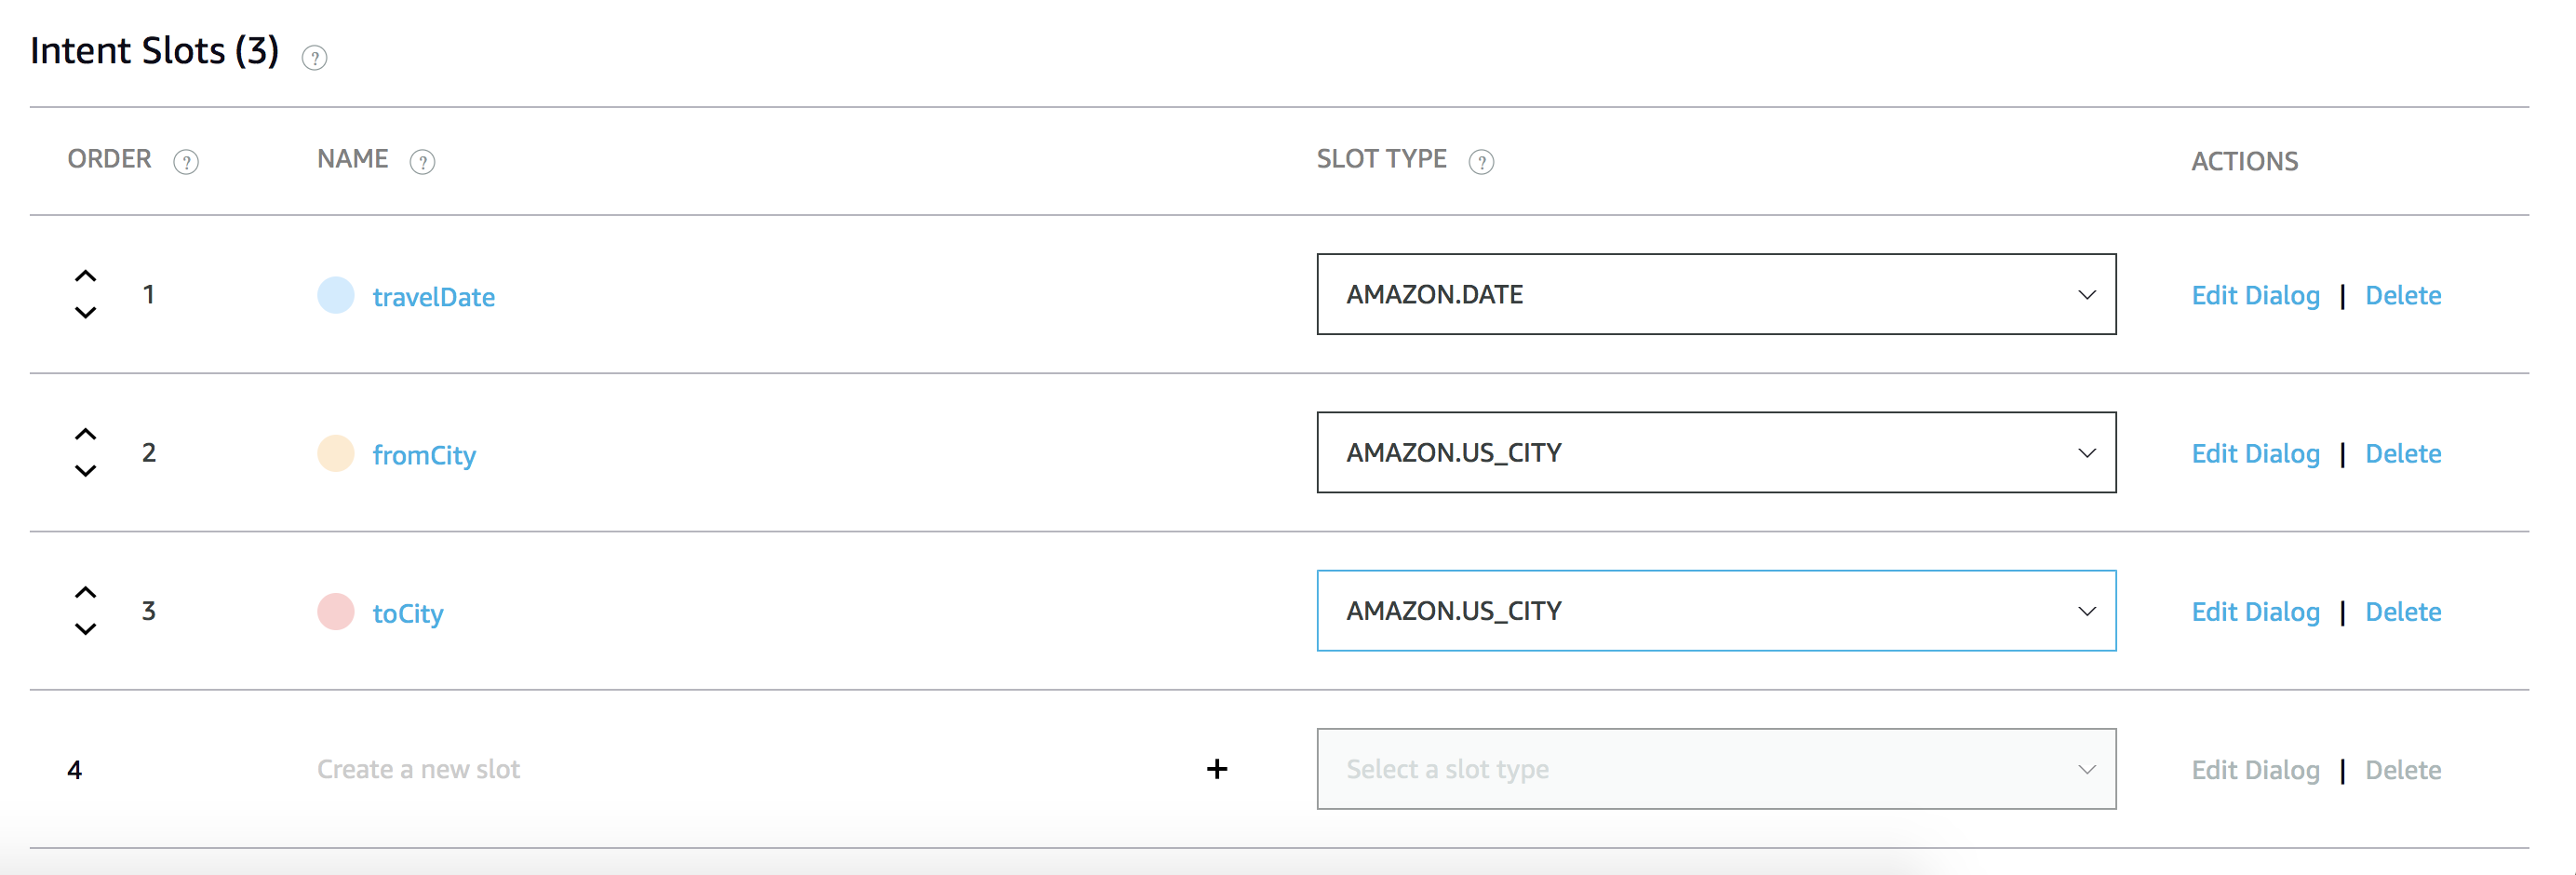 Intent Slots (3) ?
ORDER ? NAME ? SLOT TYPE ? ACTIONS
1 travelDate AMAZON.DATE Edit Dialog | Delete
2 fromCity AMAZON.US_CITY Edit Dialog | Delete
3 toCity AMAZON.US_CITY Edit Dialog | Delete
4 Create a new slot + Select a slot type Edit Dialog | Delete